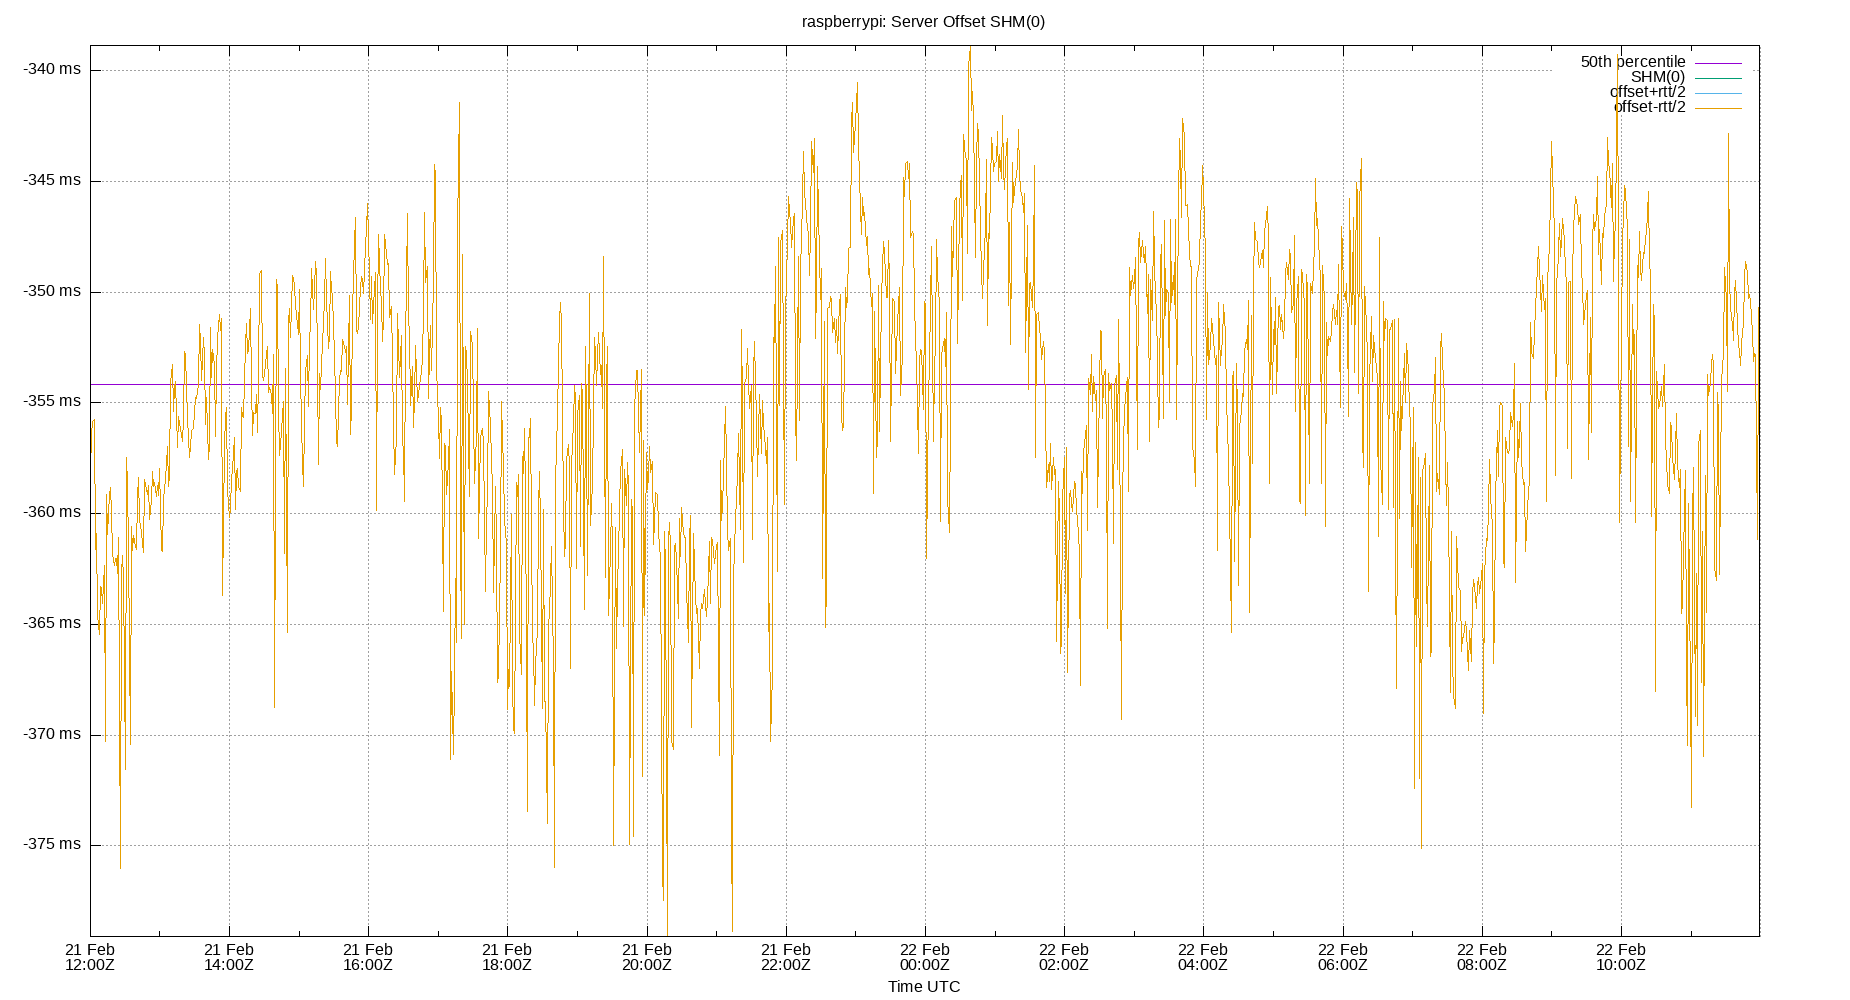 raspberrypi: Server Offset SHM(0)
50th percentile
SHM(0)
offset+rtt/2
offset-rtt/2
-340 ms
-345 ms
-350 ms
-355 ms
-360 ms
-365 ms
-370 ms
-375 ms
21 Feb 21 Feb 21 Feb 21 Feb 21 Feb 21 Feb 22 Feb 22 Feb 22 Feb 22 Feb 22 Feb 22 Feb
12:00Z 14:00Z 16:00Z 18:00Z 20:00Z 22:00Z 00:00Z 02:00Z 04:00Z 06:00Z 08:00Z 10:00Z
Time UTC